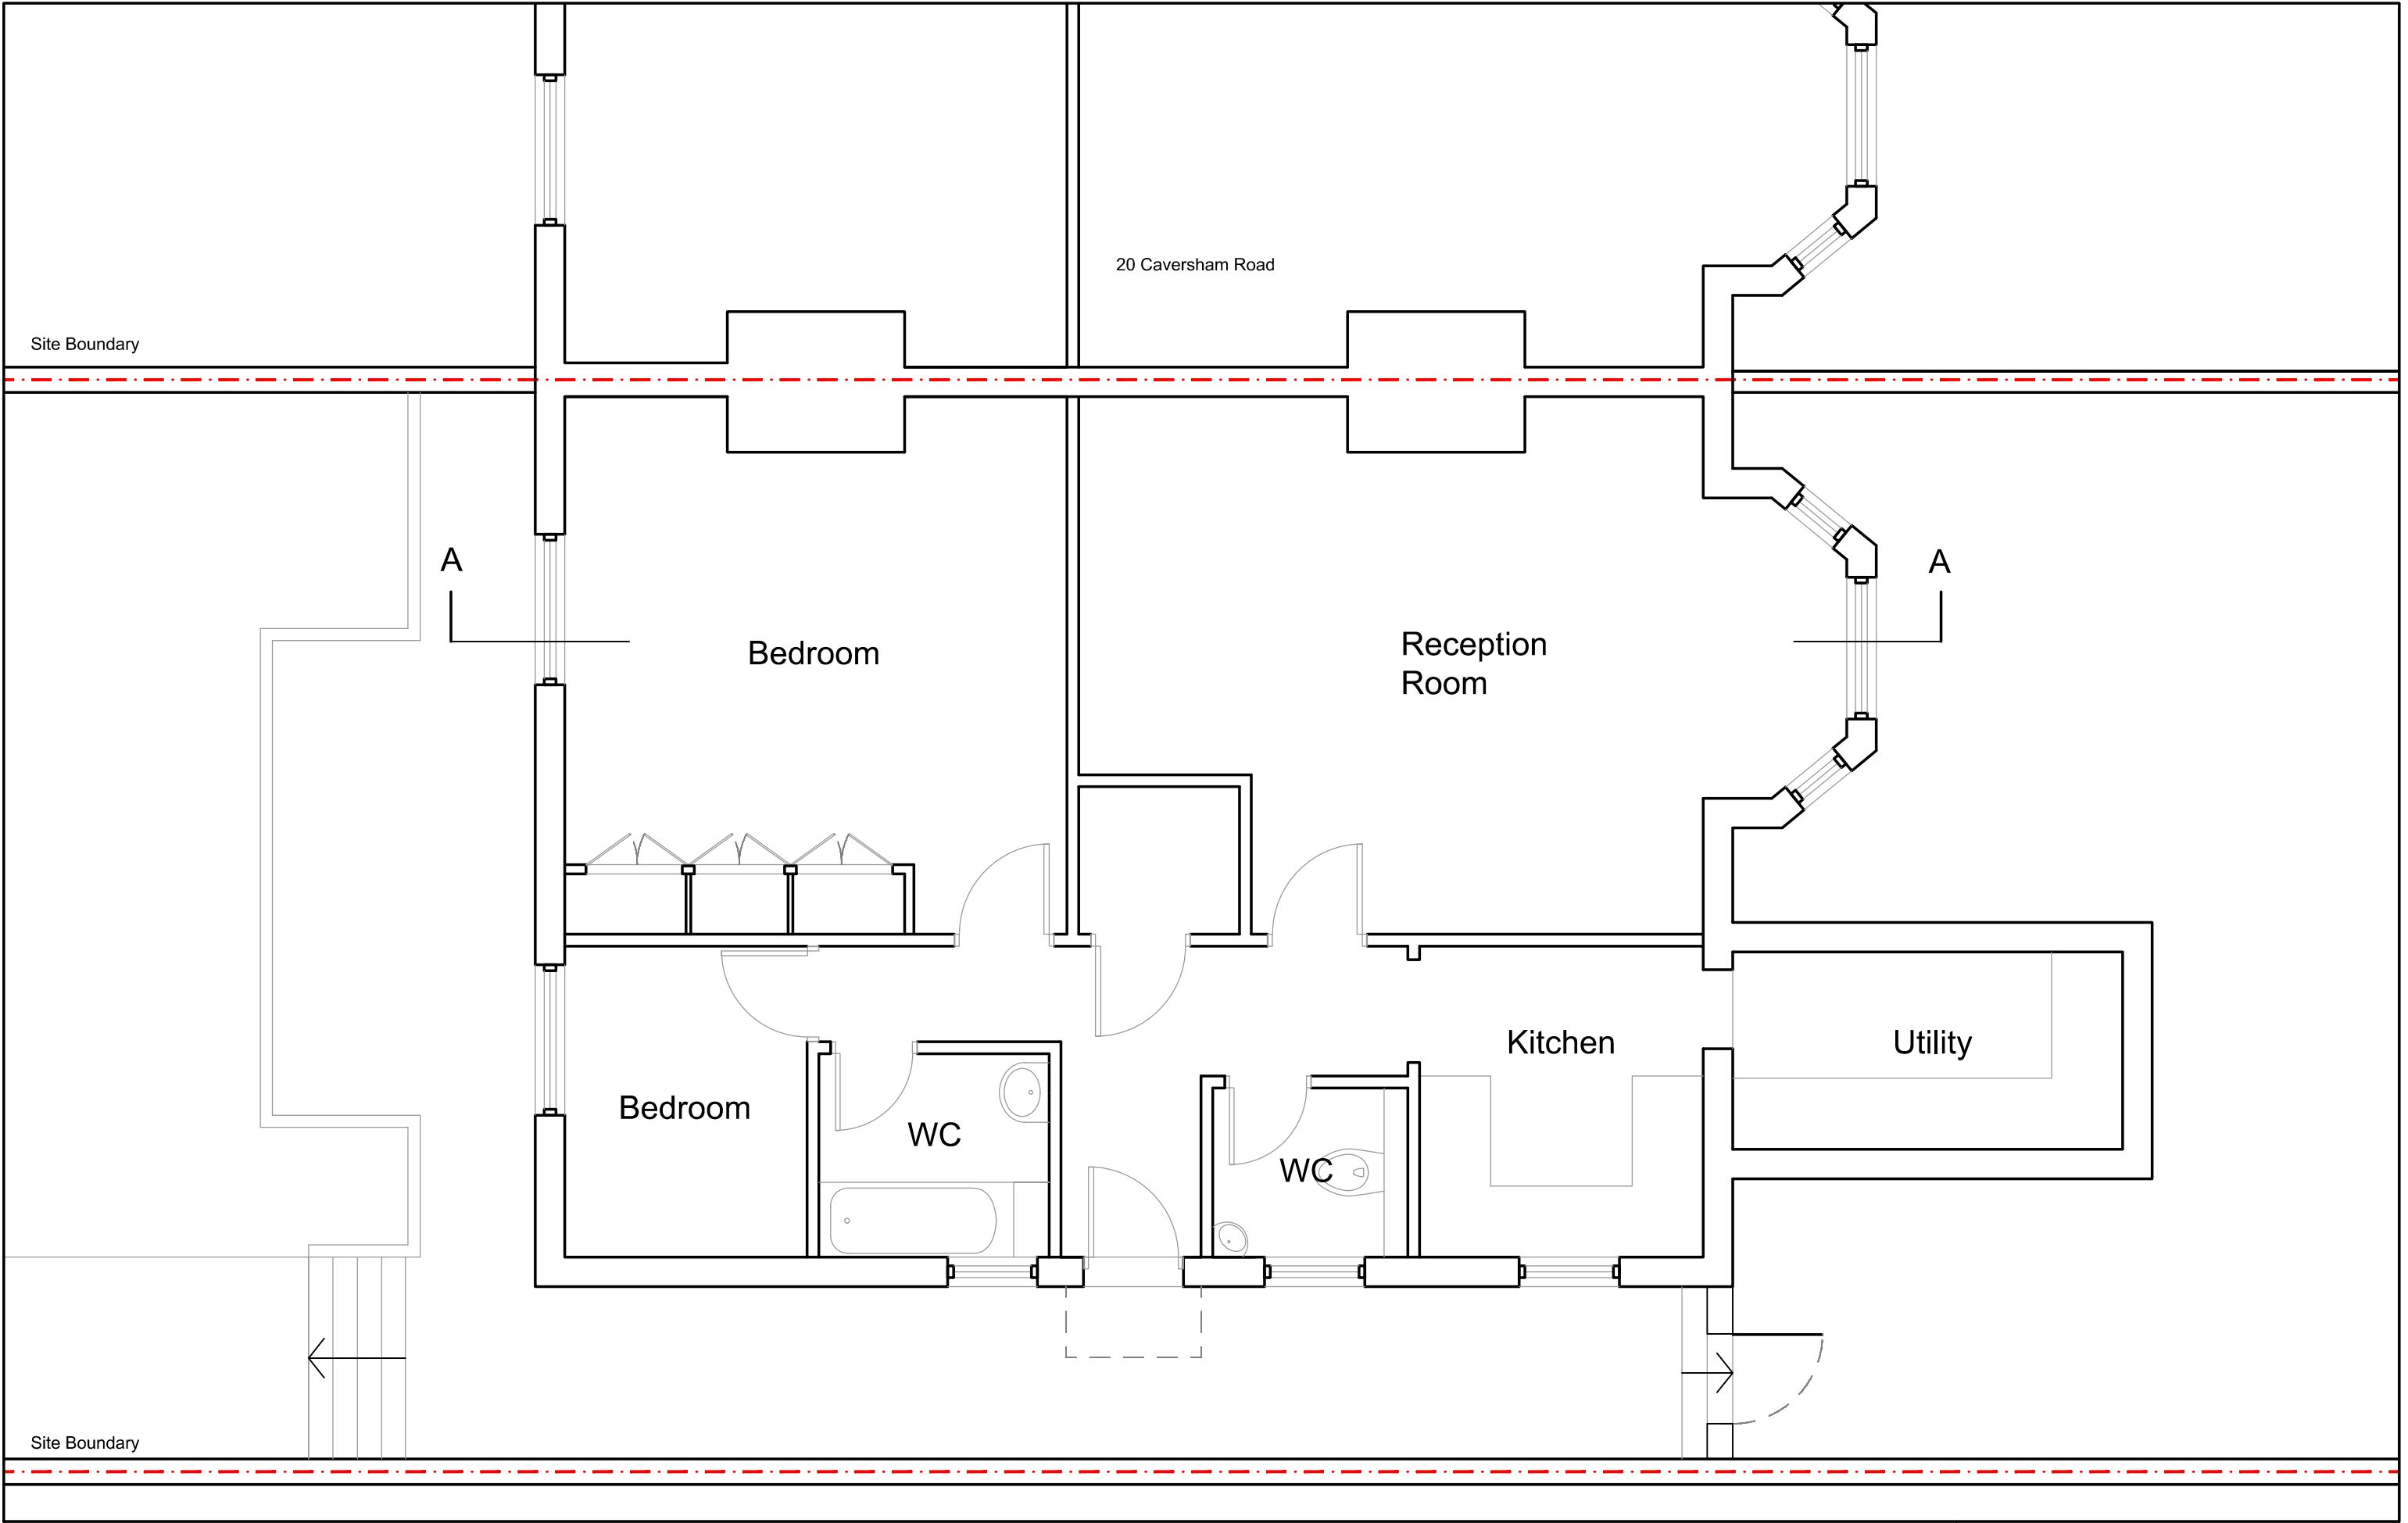 20 Caversham Road
Site Boundary
A
A
Bedroom
Reception
Room
Kitchen
Utility
Bedroom
WC
WC
Site Boundary